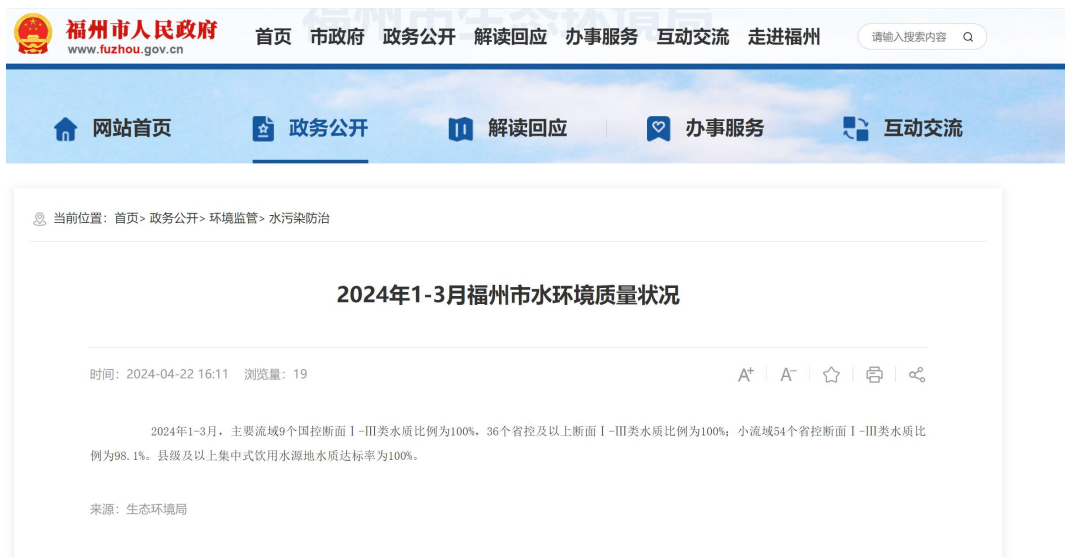 福州市生态环境局
福州市人民政府
www.fuzhou.gov.cn
首页 市政府 政务公开 解读回应 办事服务 互动交流 走进福州
请输入搜索内容
网站首页 政务公开 解读回应 办事服务 互动交流
当前位置：首页> 政务公开> 环境监管> 水污染防治
2024年1-3月福州市水环境质量状况
时间：2024-04-22 16:11 浏览量：19
A+ A-
2024年1-3月，主要流域9个国控断面Ⅰ-Ⅲ类水质比例为100%，36个省控及以上断面Ⅰ-Ⅲ类水质比例为100%；小流域54个省控断面Ⅰ-Ⅲ类水质比
例为98.1%。县级及以上集中式饮用水源地水质达标率为100%。
来源：生态环境局